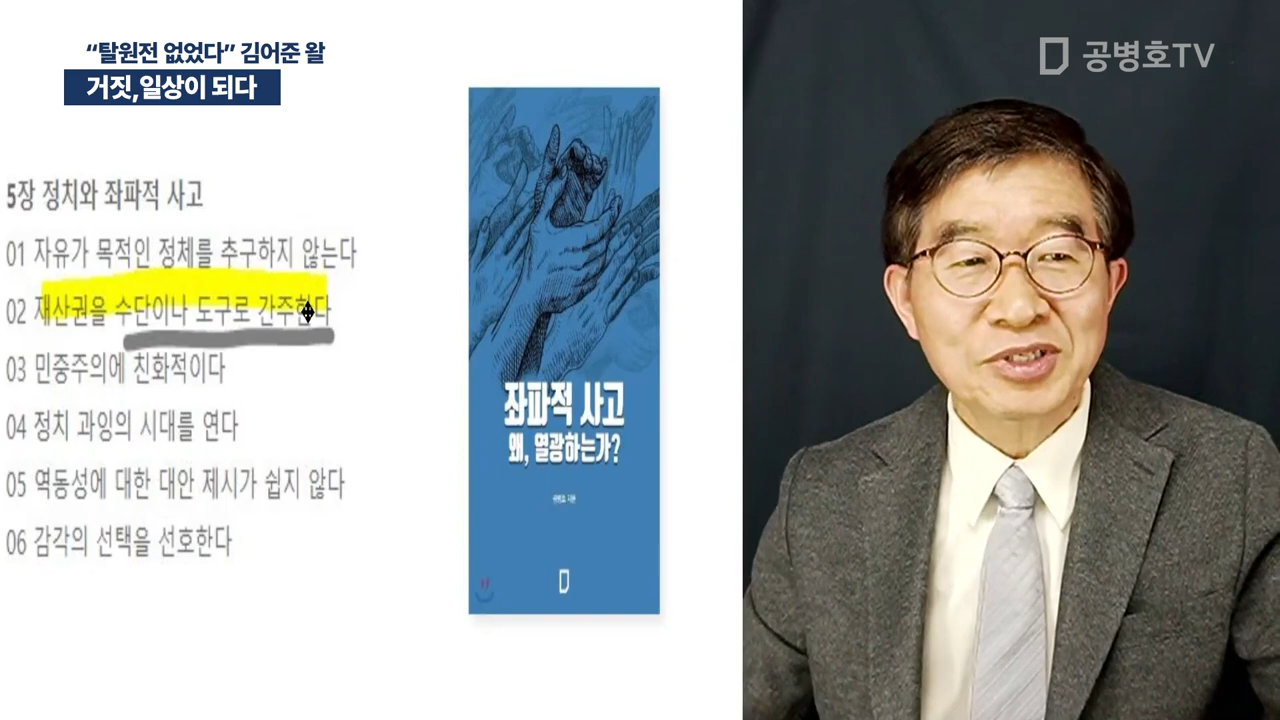 “탈원전 없었다” 김어준 왈
거짓,일상이 되다
공병호TV
5장 정치와 좌파적 사고
01 자유가 목적인 정체를 추구하지 않는다
02 재산권을 수단이나 도구로 간주한다
03 민중주의에 친화적이다
04 정치 과잉의 시대를 연다
05 역동성에 대한 대안 제시가 쉽지 않다
06 감각의 선택을 선호한다
좌파적 사고
왜, 열광하는가?